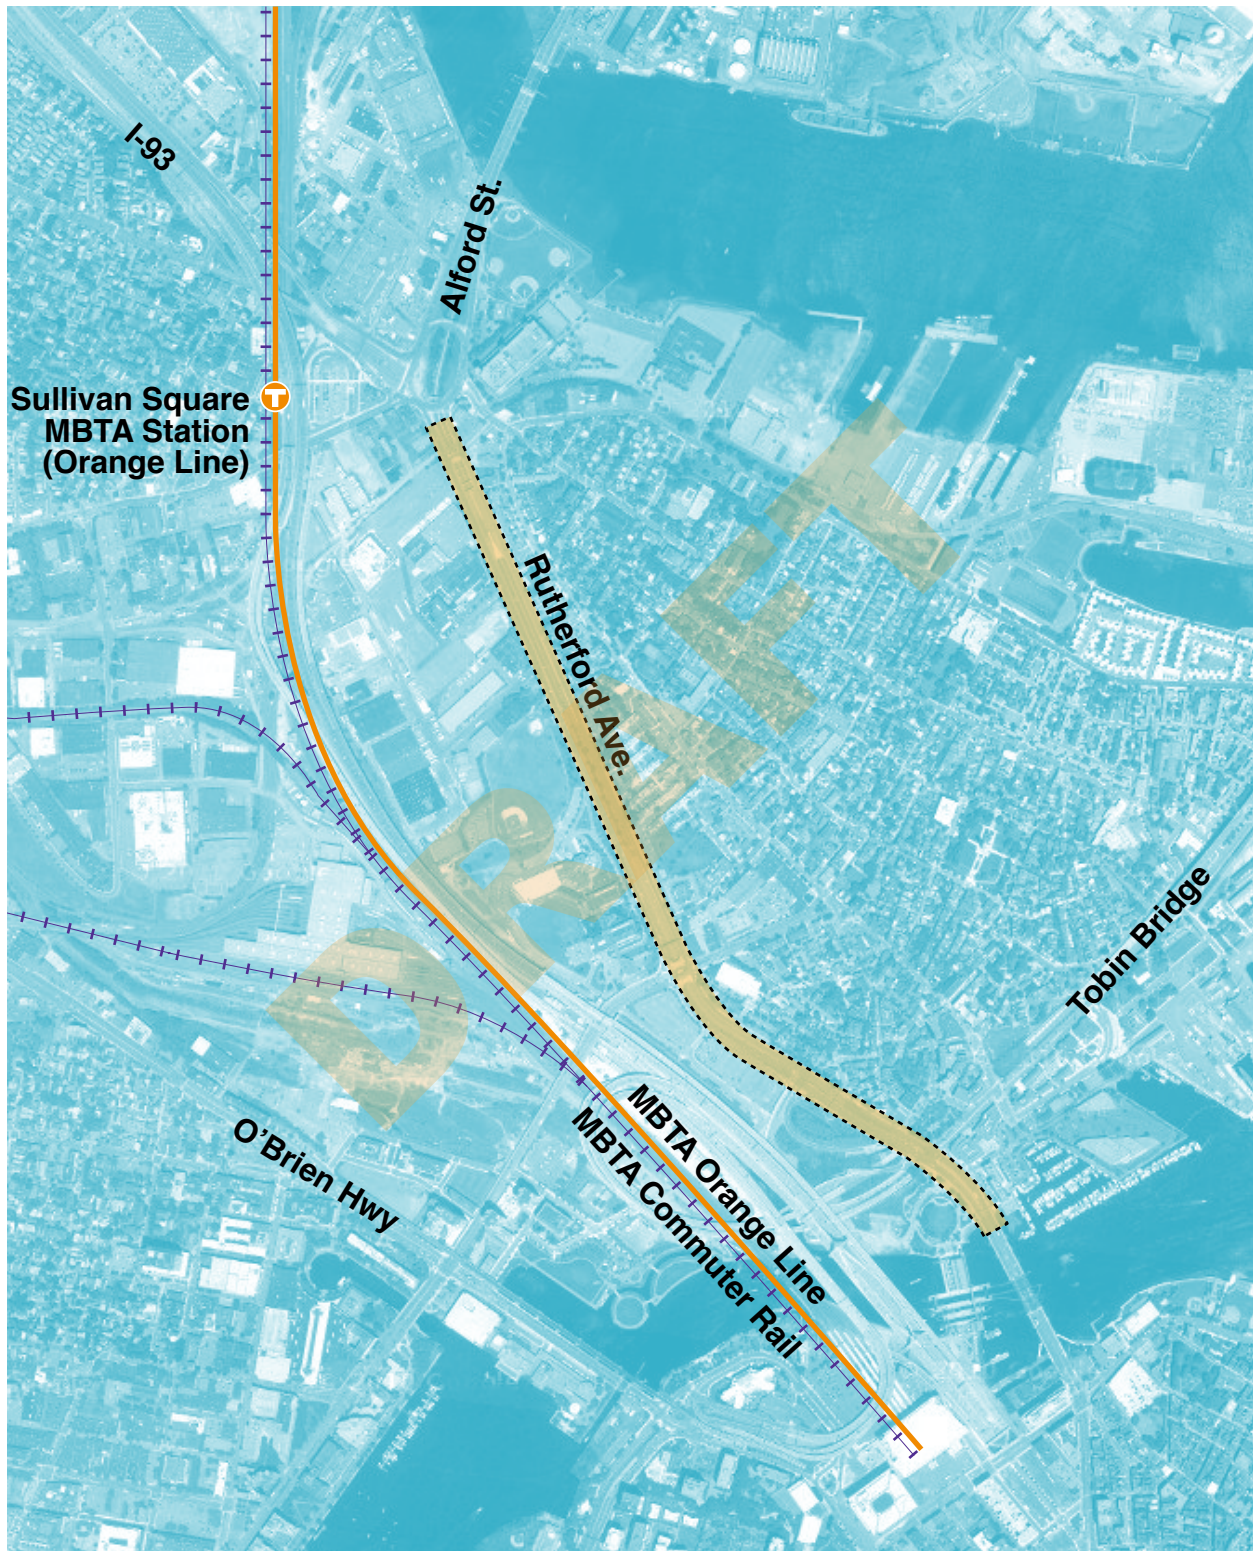 I-93
Alford St.
Sullivan Square
MBTA Station
(Orange Line)
T
Rutherford Ave.
DRAFT
Tobin Bridge
O’Brien Hwy
MBTA Orange Line
MBTA Commuter Rail